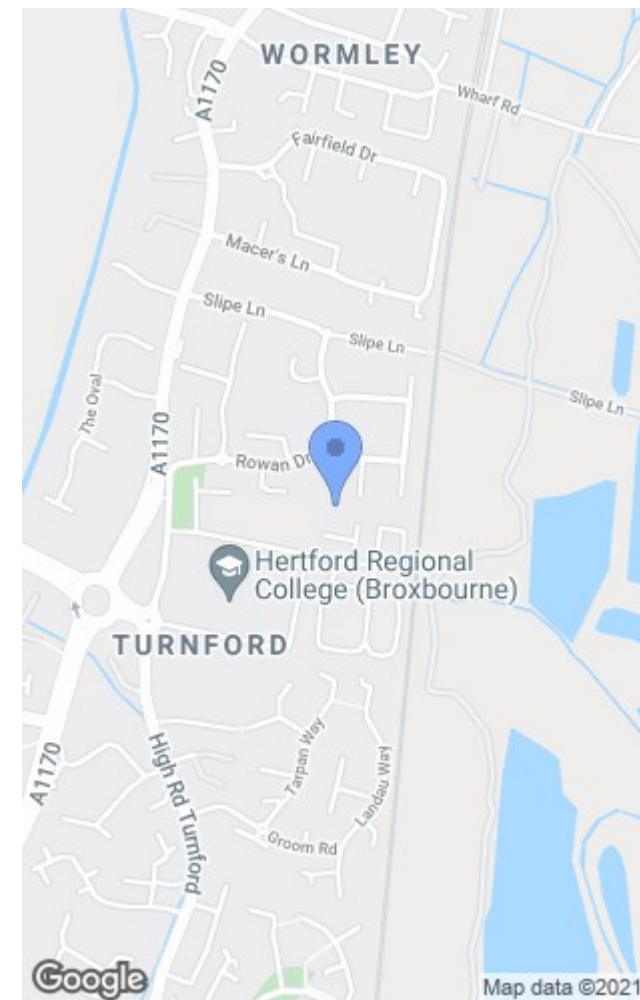 WORMLEY
A1170
Wharf Rd
Fairfield Dr
Macer's Ln
Slipe Ln
Slipe Ln
Slipe Ln
The Oval
A1170
Rowan Dr
Hertford Regional
College (Broxbourne)
TURNFORD
A1170
High Rd Turnford
Tarpan Way
Landau Way
Groom Rd
Google
Map data ©2021